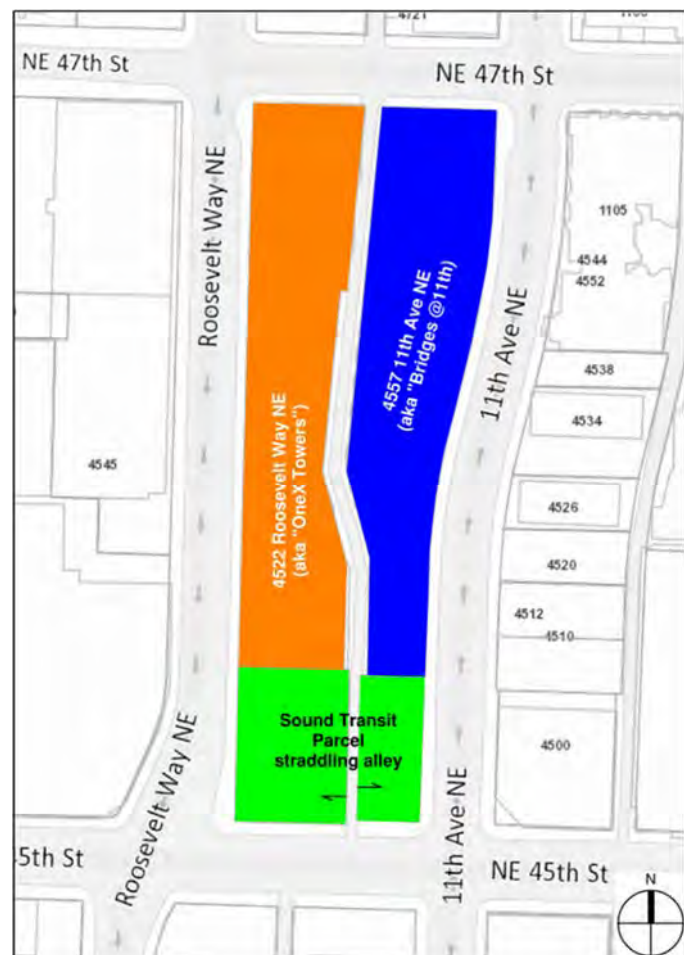 4721
NE 47th St
NE 47th St
Roosevelt Way NE
1105
4544
4552
11th Ave NE
4538
4534
4526
4520
4512
4510
4500
4545
4522 Roosevelt Way NE
(aka "OneX Towers")
4557 11th Ave NE
(aka "Bridges @11th)
Sound Transit
Parcel
straddling alley
Roosevelt Way NE
11th Ave NE
45th St
NE 45th St
N